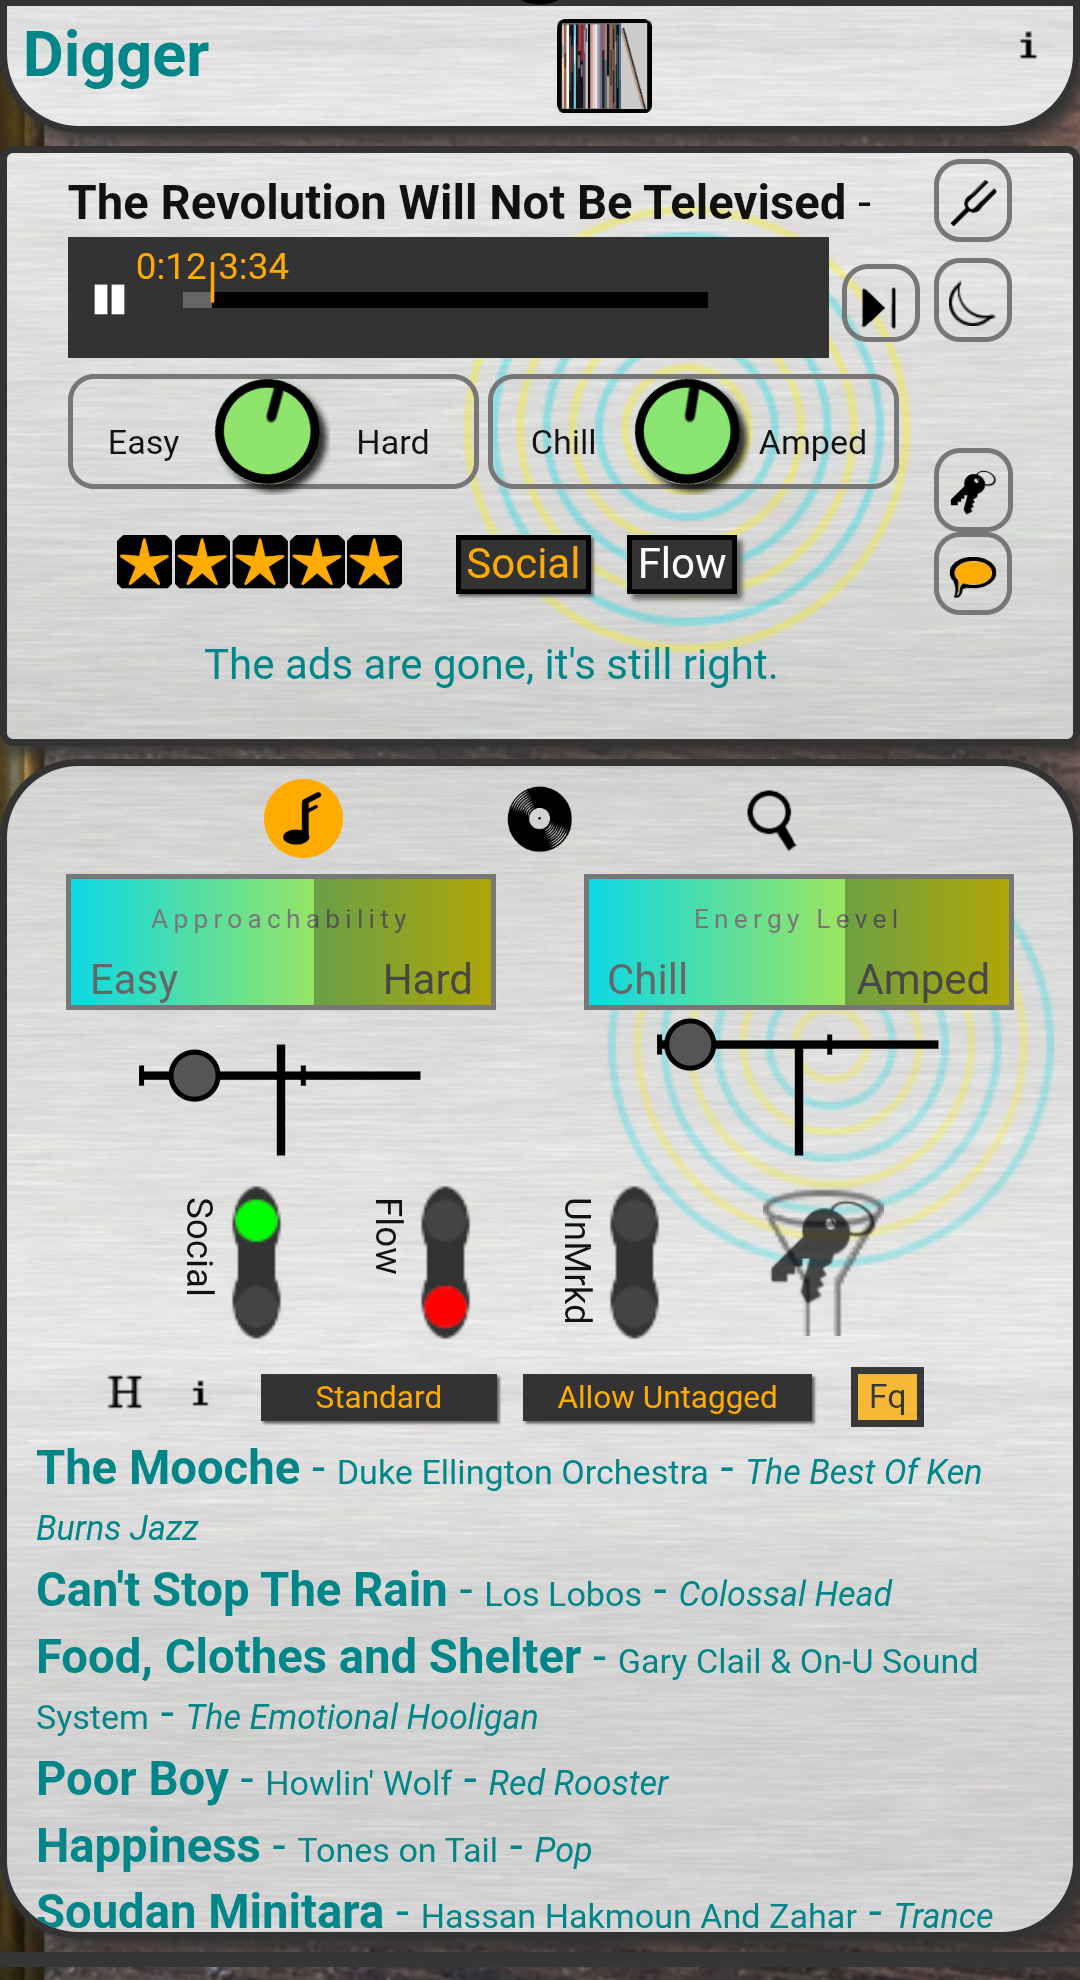 Digger
i
The Revolution Will Not Be Televised -
0:12 3:34
Easy Hard Chill Amped
Social Flow
The ads are gone, it's still right.
Approachability Energy Level
Easy Hard Chill Amped
Social Flow UnMrkd
H i Standard Allow Untagged Fq
The Mooche - Duke Ellington Orchestra - The Best Of Ken
Burns Jazz
Can't Stop The Rain - Los Lobos - Colossal Head
Food, Clothes and Shelter - Gary Clail & On-U Sound
System - The Emotional Hooligan
Poor Boy - Howlin' Wolf - Red Rooster
Happiness - Tones on Tail - Pop
Soudan Minitara - Hassan Hakmoun And Zahar - Trance